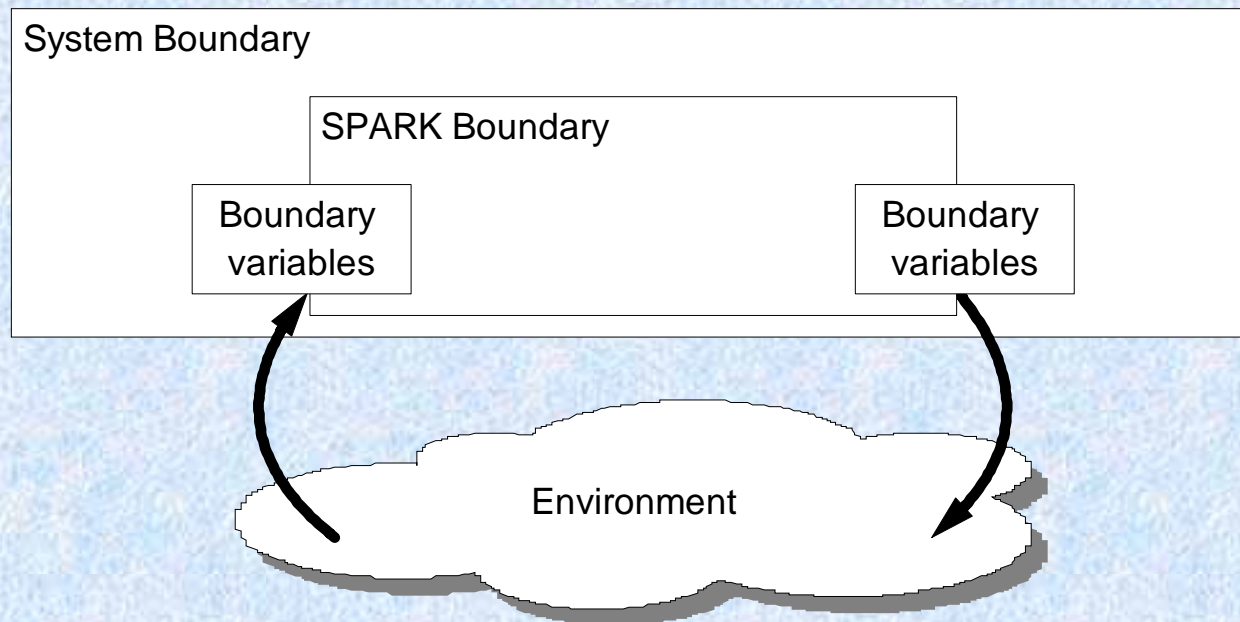 System Boundary
SPARK Boundary
Boundary
variables
Boundary
variables
Environment